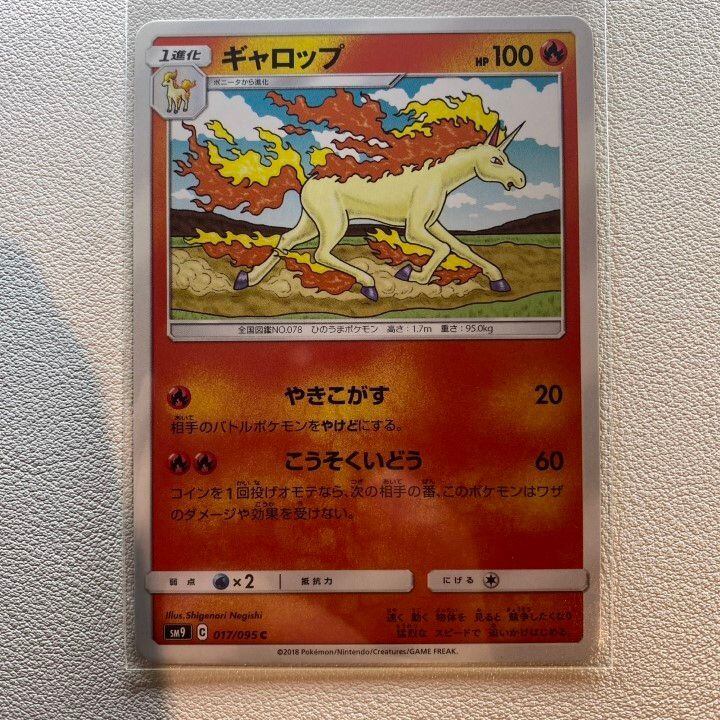 1進化 ギャロップ HP 100
ポニータから進化
全国図鑑NO.078 ひのうまポケモン 高さ:1.7m 重さ:95.0kg
やきこがす 20
相手のバトルポケモンをやけどにする。
こうそくいどう 60
コインを1回投げオモテなら、次の相手の番、このポケモンはワザ
のダメージや効果を受けない。
弱点 ×2 抵抗力 にげる
Illus.Shigenori Negishi
SM9 C 017/095 C
速く動く物体を見ると競争したくなり
猛烈なスピードで追いかけはじめる。
©2018 Pokémon/Nintendo/Creatures/GAME FREAK.